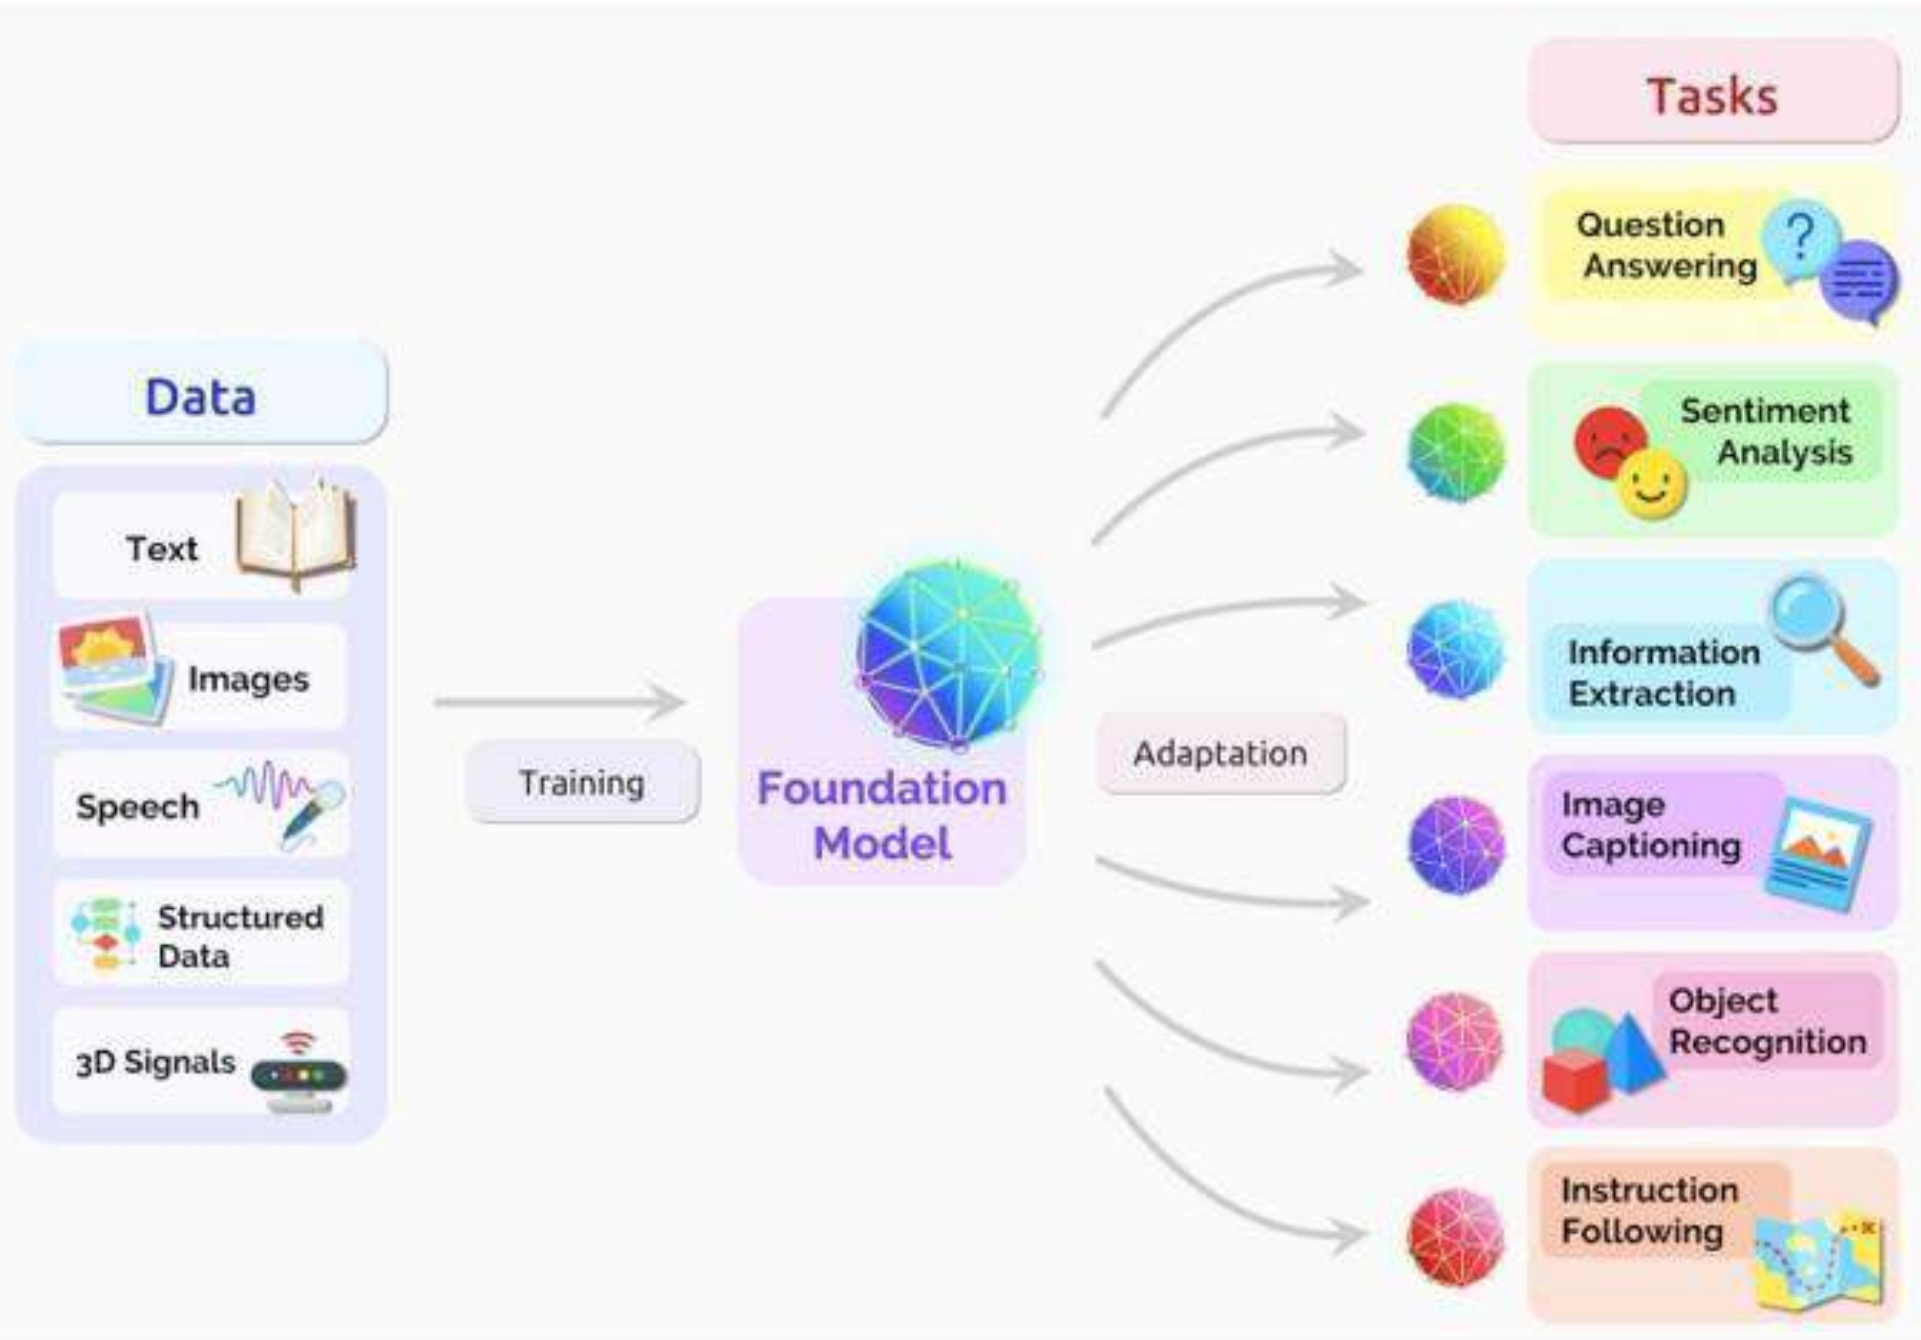 Data
Text
Images
Speech
Structured
Data
3D Signals
Training
Foundation
Model
Adaptation
Tasks
Question
Answering
?
Sentiment
Analysis
Information
Extraction
Image
Captioning
Object
Recognition
Instruction
Following